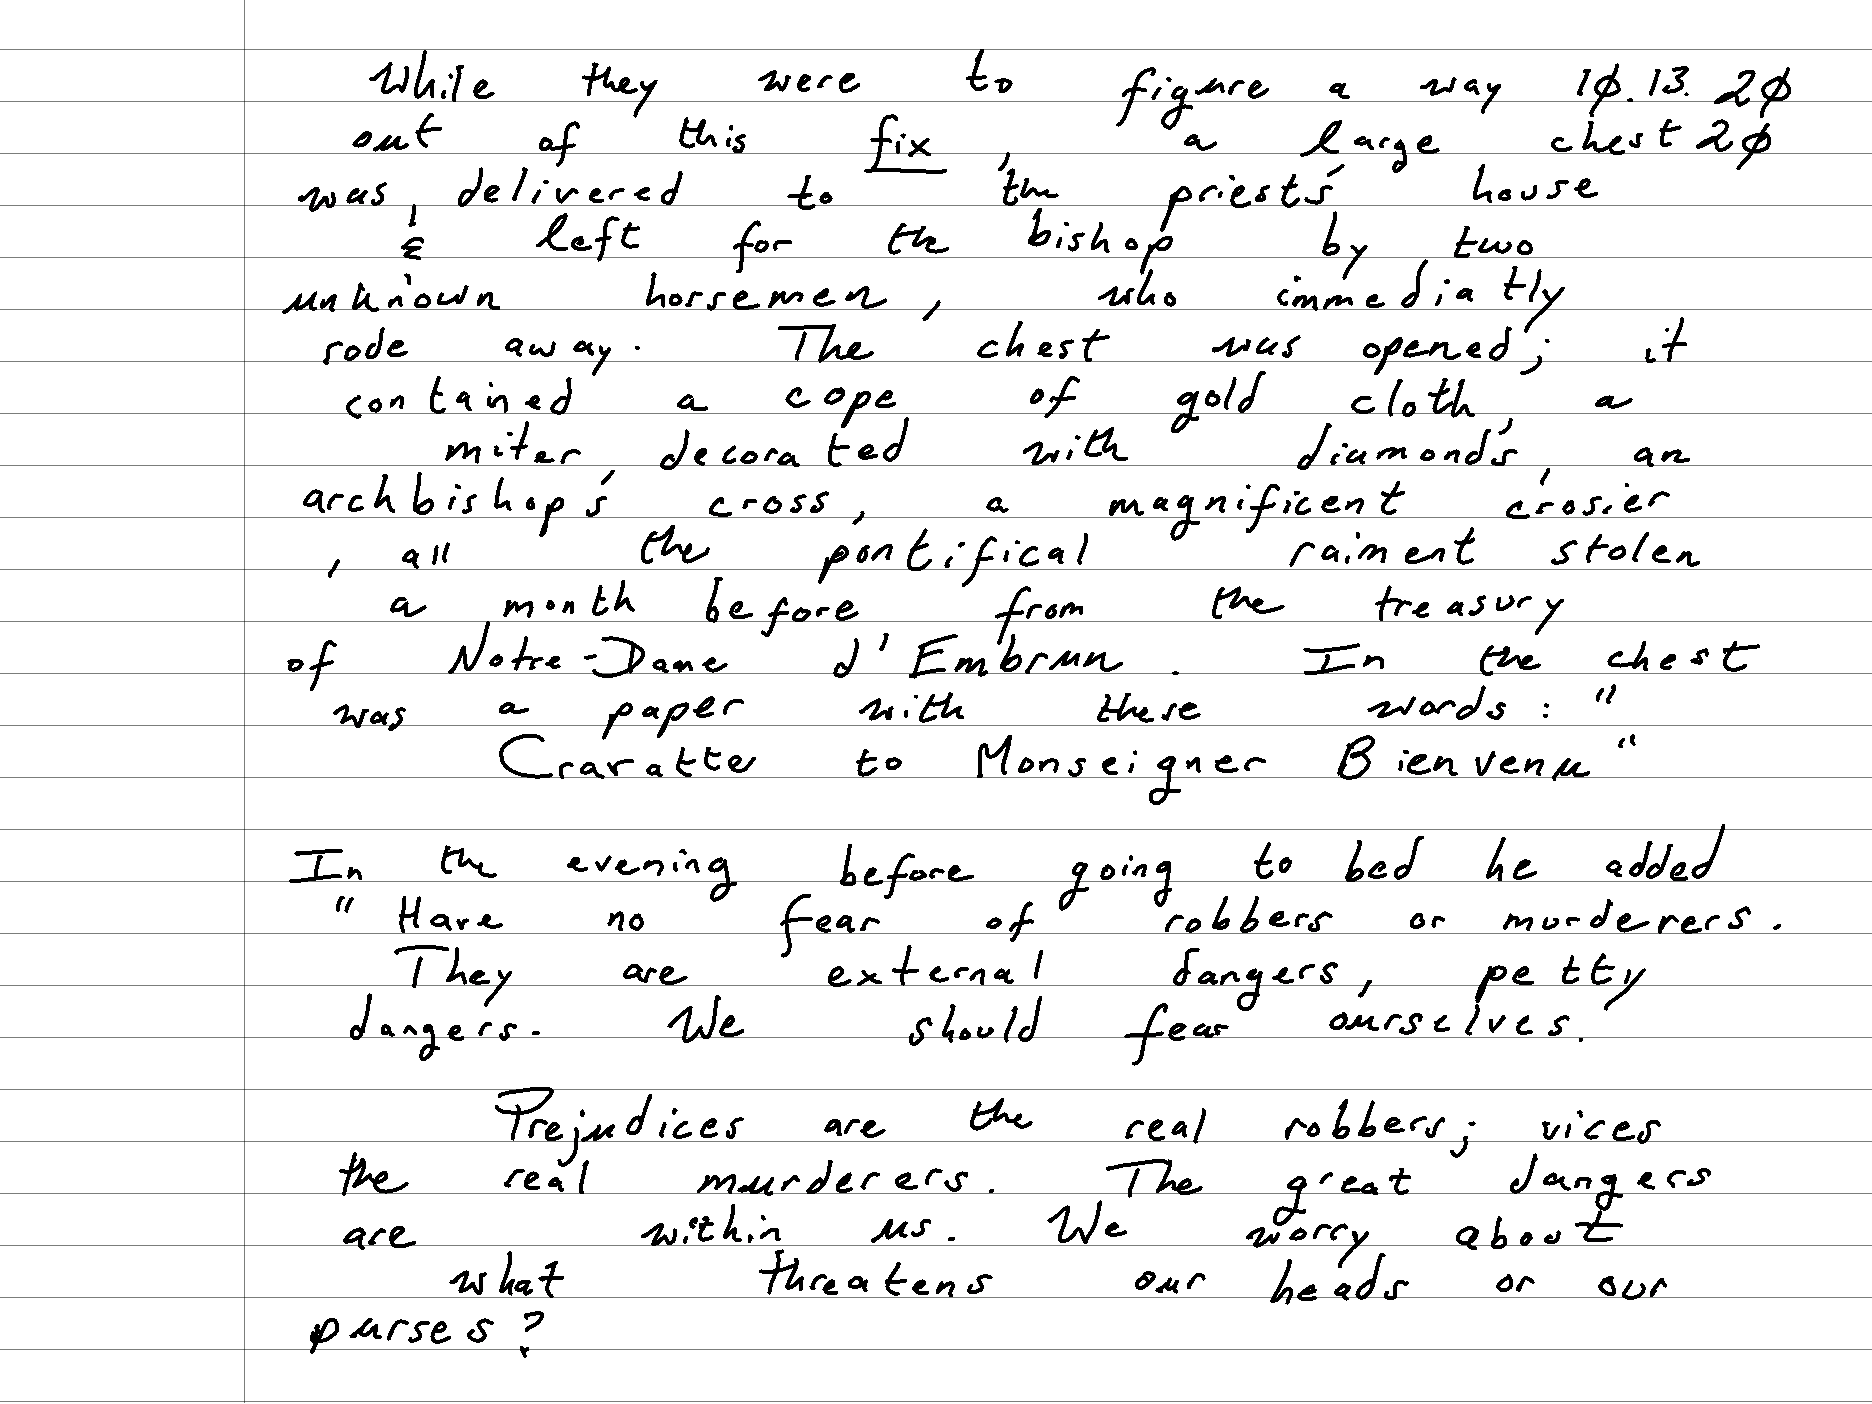 While they were to figure a way 10.13.20
out of this fix, a large chest 20
was, delivered to the priest's house
& left for the bishop by two
unknown horsemen, who immediatly
rode away. The chest was opened; it
contained a cope of gold cloth, a
miter, decorated with diamonds, an
archbishop's cross, a magnificent crosier
, all the pontifical raiment stolen
a month before from the treasury
of Notre-Dame d'Embrun. In the chest
was a paper with these words: "
Cravatte to Monseigner Bienvenu"
In the evening before going to bed he added
"Have no fear of robbers or murderers.
They are external dangers, petty
dangers. We should fear ourselves.
Prejudices are the real robbers; vices
the real murderers. The great dangers
are within us. We worry about
what threatens our heads or our
purses?